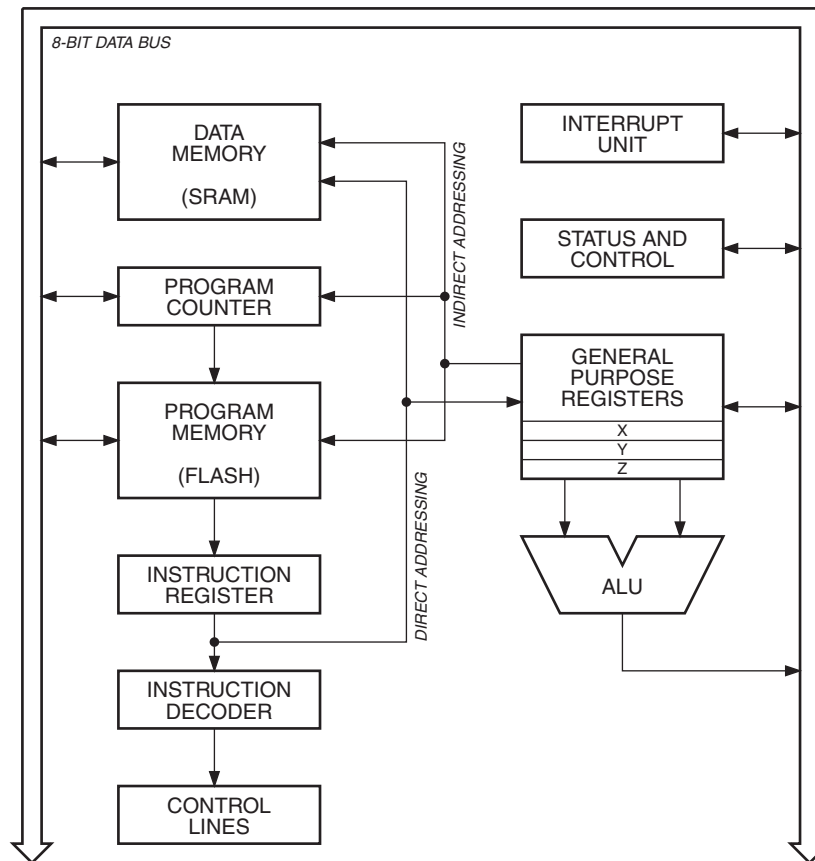 8-BIT DATA BUS
DATA
MEMORY
(SRAM)
INTERRUPT
UNIT
INDIRECT ADDRESSING
STATUS AND
CONTROL
PROGRAM
COUNTER
GENERAL
PURPOSE
REGISTERS
X
Y
Z
PROGRAM
MEMORY
(FLASH)
DIRECT ADDRESSING
INSTRUCTION
REGISTER
ALU
INSTRUCTION
DECODER
CONTROL
LINES